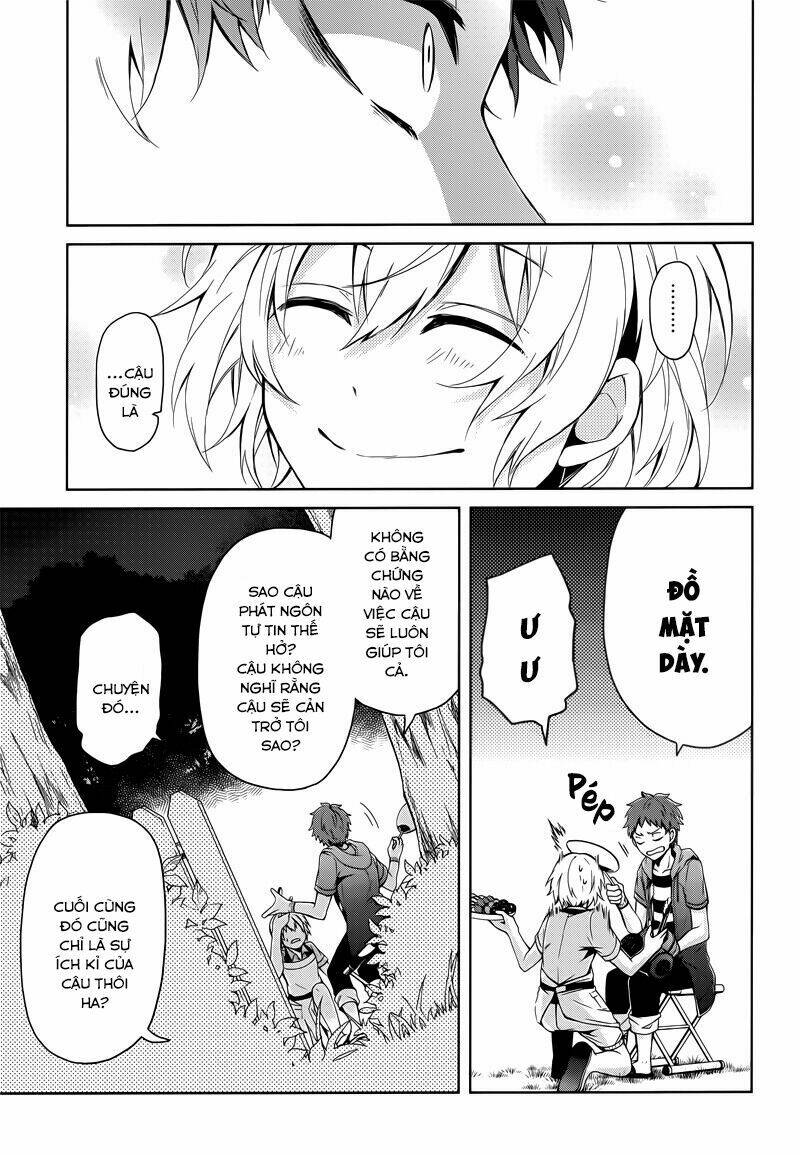 ………
…CẬU
ĐÚNG
LÀ
ĐỒ
MẶT
DÀY.
Ư
Ư
Pép
KHÔNG
CÓ BẰNG
CHỨNG
NÀO VỀ
VIỆC CẬU
SẼ LUÔN
GIÚP TÔI
CẢ.
SAO CẬU
PHÁT NGÔN
TỰ TIN THẾ
HỞ?
CẬU KHÔNG
NGHĨ RẰNG
CẬU SẼ CẢN
TRỞ TÔI
SAO?
CHUYỆN
ĐÓ...
CUỐI CÙNG
ĐÓ CŨNG
CHỈ LÀ SỰ
ÍCH KỈ CỦA
CẬU THÔI
HA?